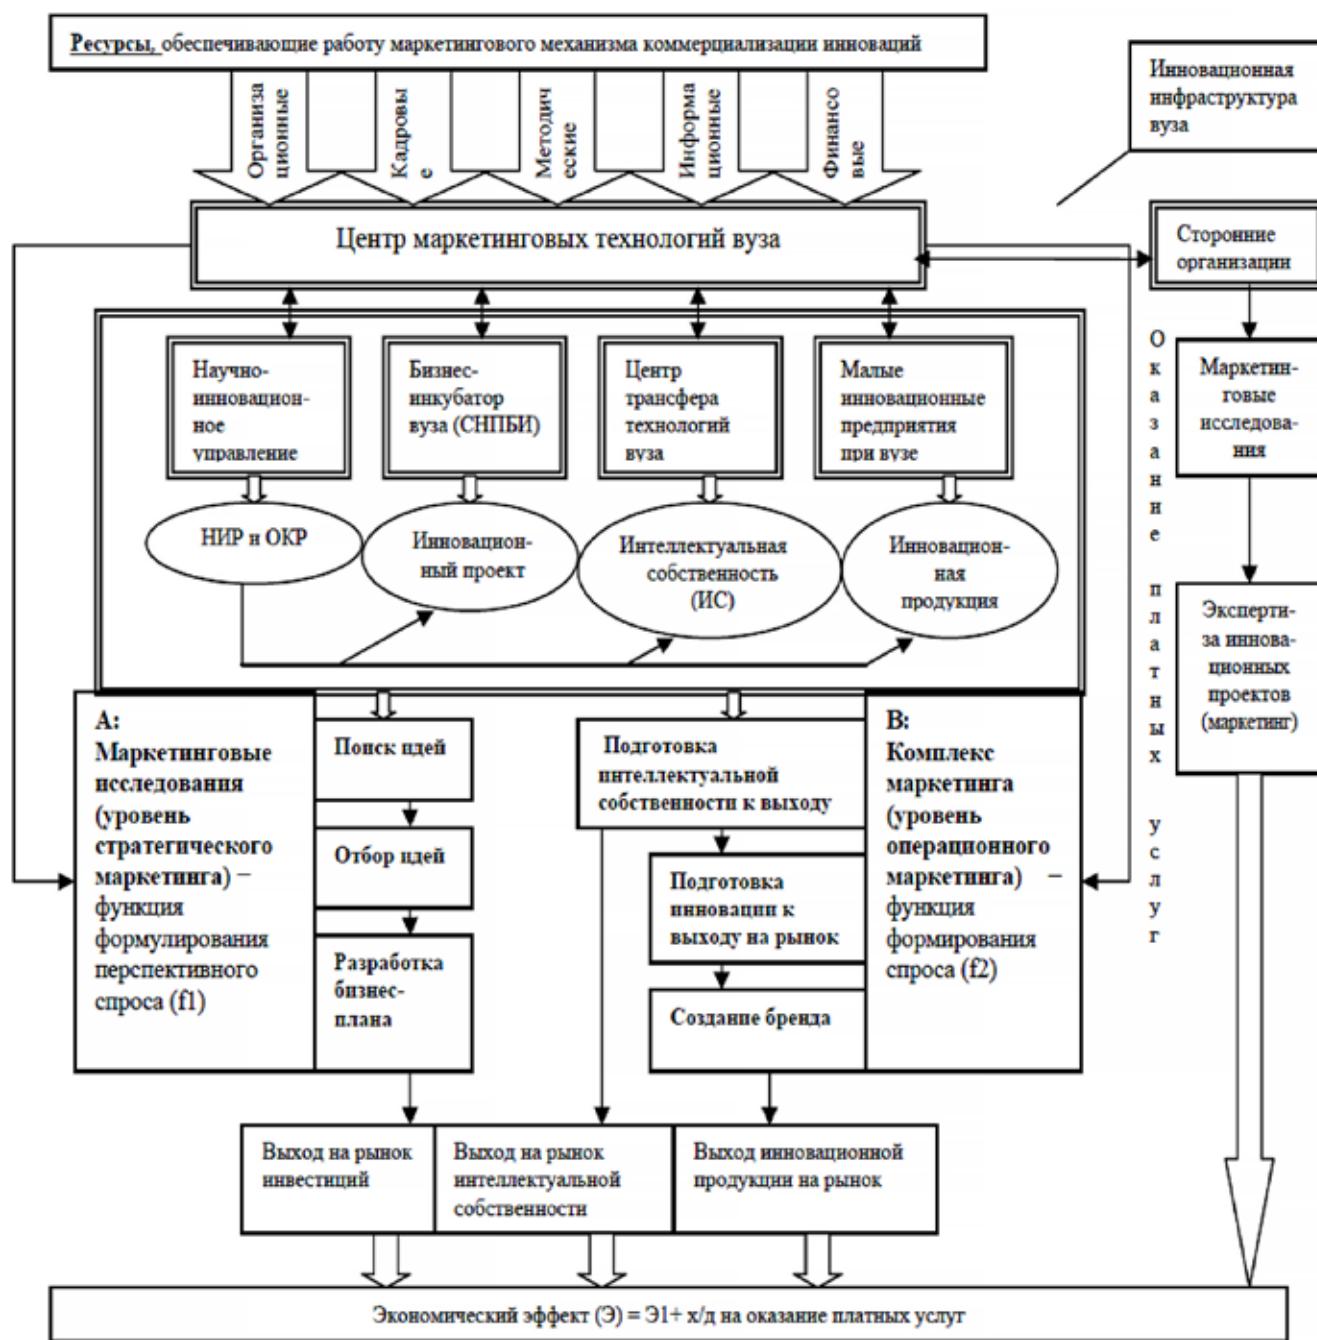 Ресурсы, обеспечивающие работу маркетингового механизма коммерциализации инноваций
Инновационная
инфраструктура
вуза
Организа
ционные
Кадровы
е
Методич
еские
Информа
ционные
Финансо
вые
Центр маркетинговых технологий вуза
Сторонние
организации
Научно-
инновацион-
ное
управление
Бизнес-
инкубатор
вуза (СНПБИ)
Центр
трансфера
технологий
вуза
Малые
инновационные
предприятия
при вузе
Оказание платных услуг
Маркетин-
говые
исследова-
ния
НИР и ОКР
Инновацион-
ный проект
Интеллектуальная
собственность
(ИС)
Инновацион-
ная
продукция
Эксперти-
за иннова-
ционных
проектов
(маркетинг)
А:
Маркетинговые
исследования
(уровень
стратегического
маркетинга) –
функция
формулирования
перспективного
спроса (f1)
Поиск идей
Отбор идей
Разработка
бизнес-
плана
Подготовка
интеллектуальной
собственности к выходу
Подготовка
инновации к
выходу на рынок
Создание бренда
В:
Комплекс
маркетинга
(уровень
операционного
маркетинга) –
функция
формирования
спроса (f2)
Выход на рынок
инвестиций
Выход на рынок
интеллектуальной
собственности
Выход инновационной
продукции на рынок
Экономический эффект (Э) = Э1+ х/д на оказание платных услуг